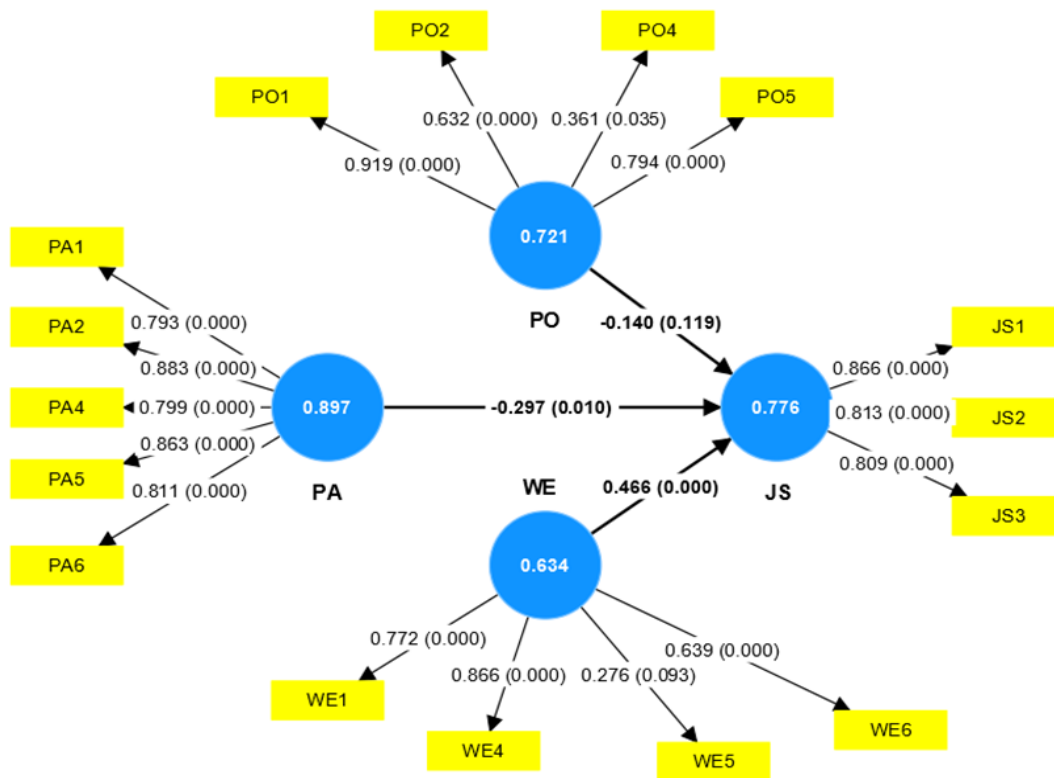 PO2
PO4
PO1
PO5
0.632 (0.000)
0.361 (0.035)
0.919 (0.000)
0.794 (0.000)
0.721
PO
PA1
PA2
PA4
PA5
PA6
0.793 (0.000)
0.883 (0.000)
0.799 (0.000)
0.863 (0.000)
0.811 (0.000)
0.897
PA
-0.140 (0.119)
-0.297 (0.010)
0.466 (0.000)
0.776
JS
0.866 (0.000)
0.813 (0.000)
0.809 (0.000)
JS1
JS2
JS3
WE
0.634
0.772 (0.000)
0.866 (0.000)
0.276 (0.093)
0.639 (0.000)
WE1
WE4
WE5
WE6